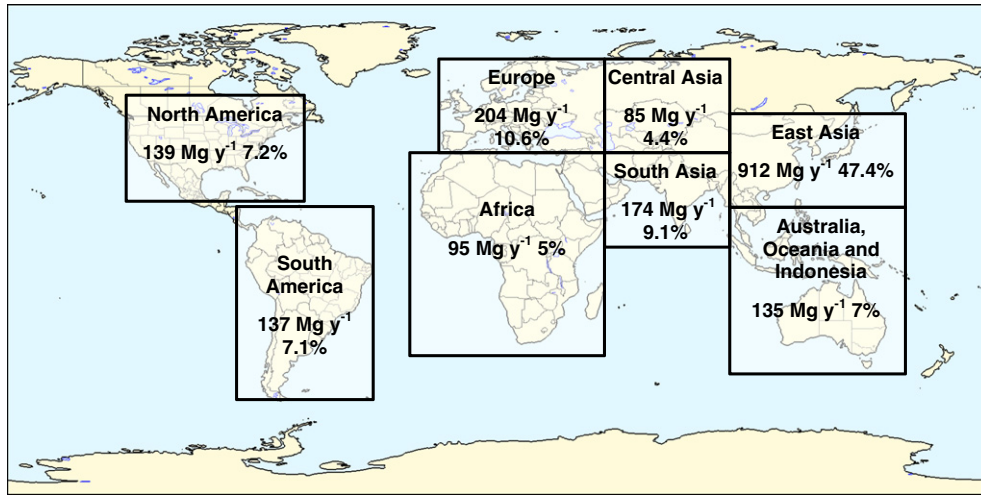 North America
139 Mg y⁻¹ 7.2%
Europe
204 Mg y⁻¹
10.6%
Central Asia
85 Mg y⁻¹
4.4%
East Asia
912 Mg y⁻¹ 47.4%
South Asia
174 Mg y⁻¹
9.1%
Africa
95 Mg y⁻¹ 5%
Australia,
Oceania and
Indonesia
135 Mg y⁻¹ 7%
South
America
137 Mg y⁻¹
7.1%